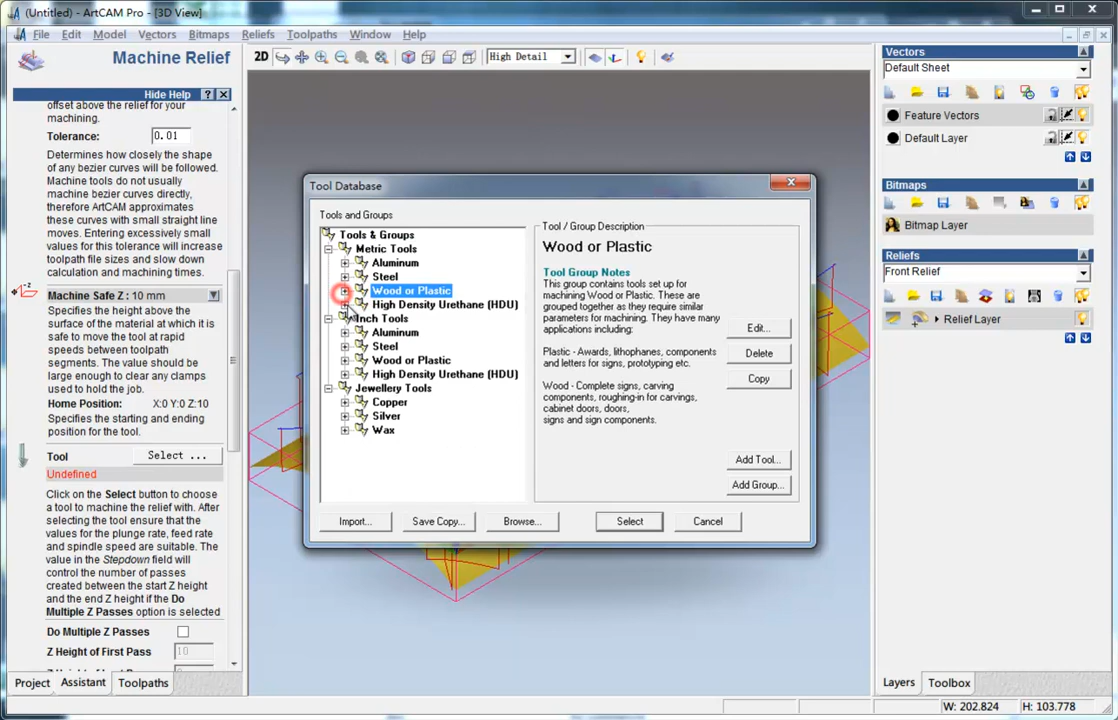 (Untitled) - ArtCAM Pro - [3D View]
File Edit Model Vectors Bitmaps Reliefs Toolpaths Window Help
Machine Relief
Hide Help ? X
offset above the relief for your
machining.
Tolerance: 0.01
Determines how closely the shape
of any bezier curves will be followed.
Machine tools do not usually
machine bezier curves directly,
therefore ArtCAM approximates
these curves with small straight line
moves. Entering excessively small
values for this tolerance will increase
toolpath file sizes and slow down
calculation and machining times.
Machine Safe Z : 10 mm
Specifies the height above the
surface of the material at which it is
safe to move the tool at rapid
speeds between toolpath
segments. The value should be
large enough to clear any clamps
used to hold the job.
Home Position: X:0 Y:0 Z:10
Specifies the starting and ending
position for the tool.
Tool Select ...
Undefined
Click on the Select button to choose
a tool to machine the relief with. After
selecting the tool ensure that the
values for the plunge rate, feed rate
and spindle speed are suitable. The
value in the Stepdown field will
control the number of passes
created between the start Z height
and the end Z height if the Do
Multiple Z Passes option is selected
Do Multiple Z Passes
Z Height of First Pass 10
Project Assistant Toolpaths
2D High Detail
Tool Database
Tools and Groups
Tools & Groups
Metric Tools
Aluminum
Steel
Wood or Plastic
High Density Urethane (HDU)
Inch Tools
Aluminum
Steel
Wood or Plastic
High Density Urethane (HDU)
Jewellery Tools
Copper
Silver
Wax
Tool / Group Description
Wood or Plastic
Tool Group Notes
This group contains tools set up for
machining Wood or Plastic. These are
grouped together as they require similar
parameters for machining. They have many
applications including:
Plastic - Awards, lithophanes, components
and letters for signs, prototyping etc.
Wood - Complete signs, carving
components, roughing-in for carvings,
cabinet doors, doors,
signs and sign components.
Edit...
Delete
Copy
Add Tool...
Add Group...
Import... Save Copy... Browse... Select Cancel
Vectors
Default Sheet
Feature Vectors
Default Layer
Bitmaps
Bitmap Layer
Reliefs
Front Relief
Relief Layer
Layers Toolbox
W: 202.824 H: 103.778